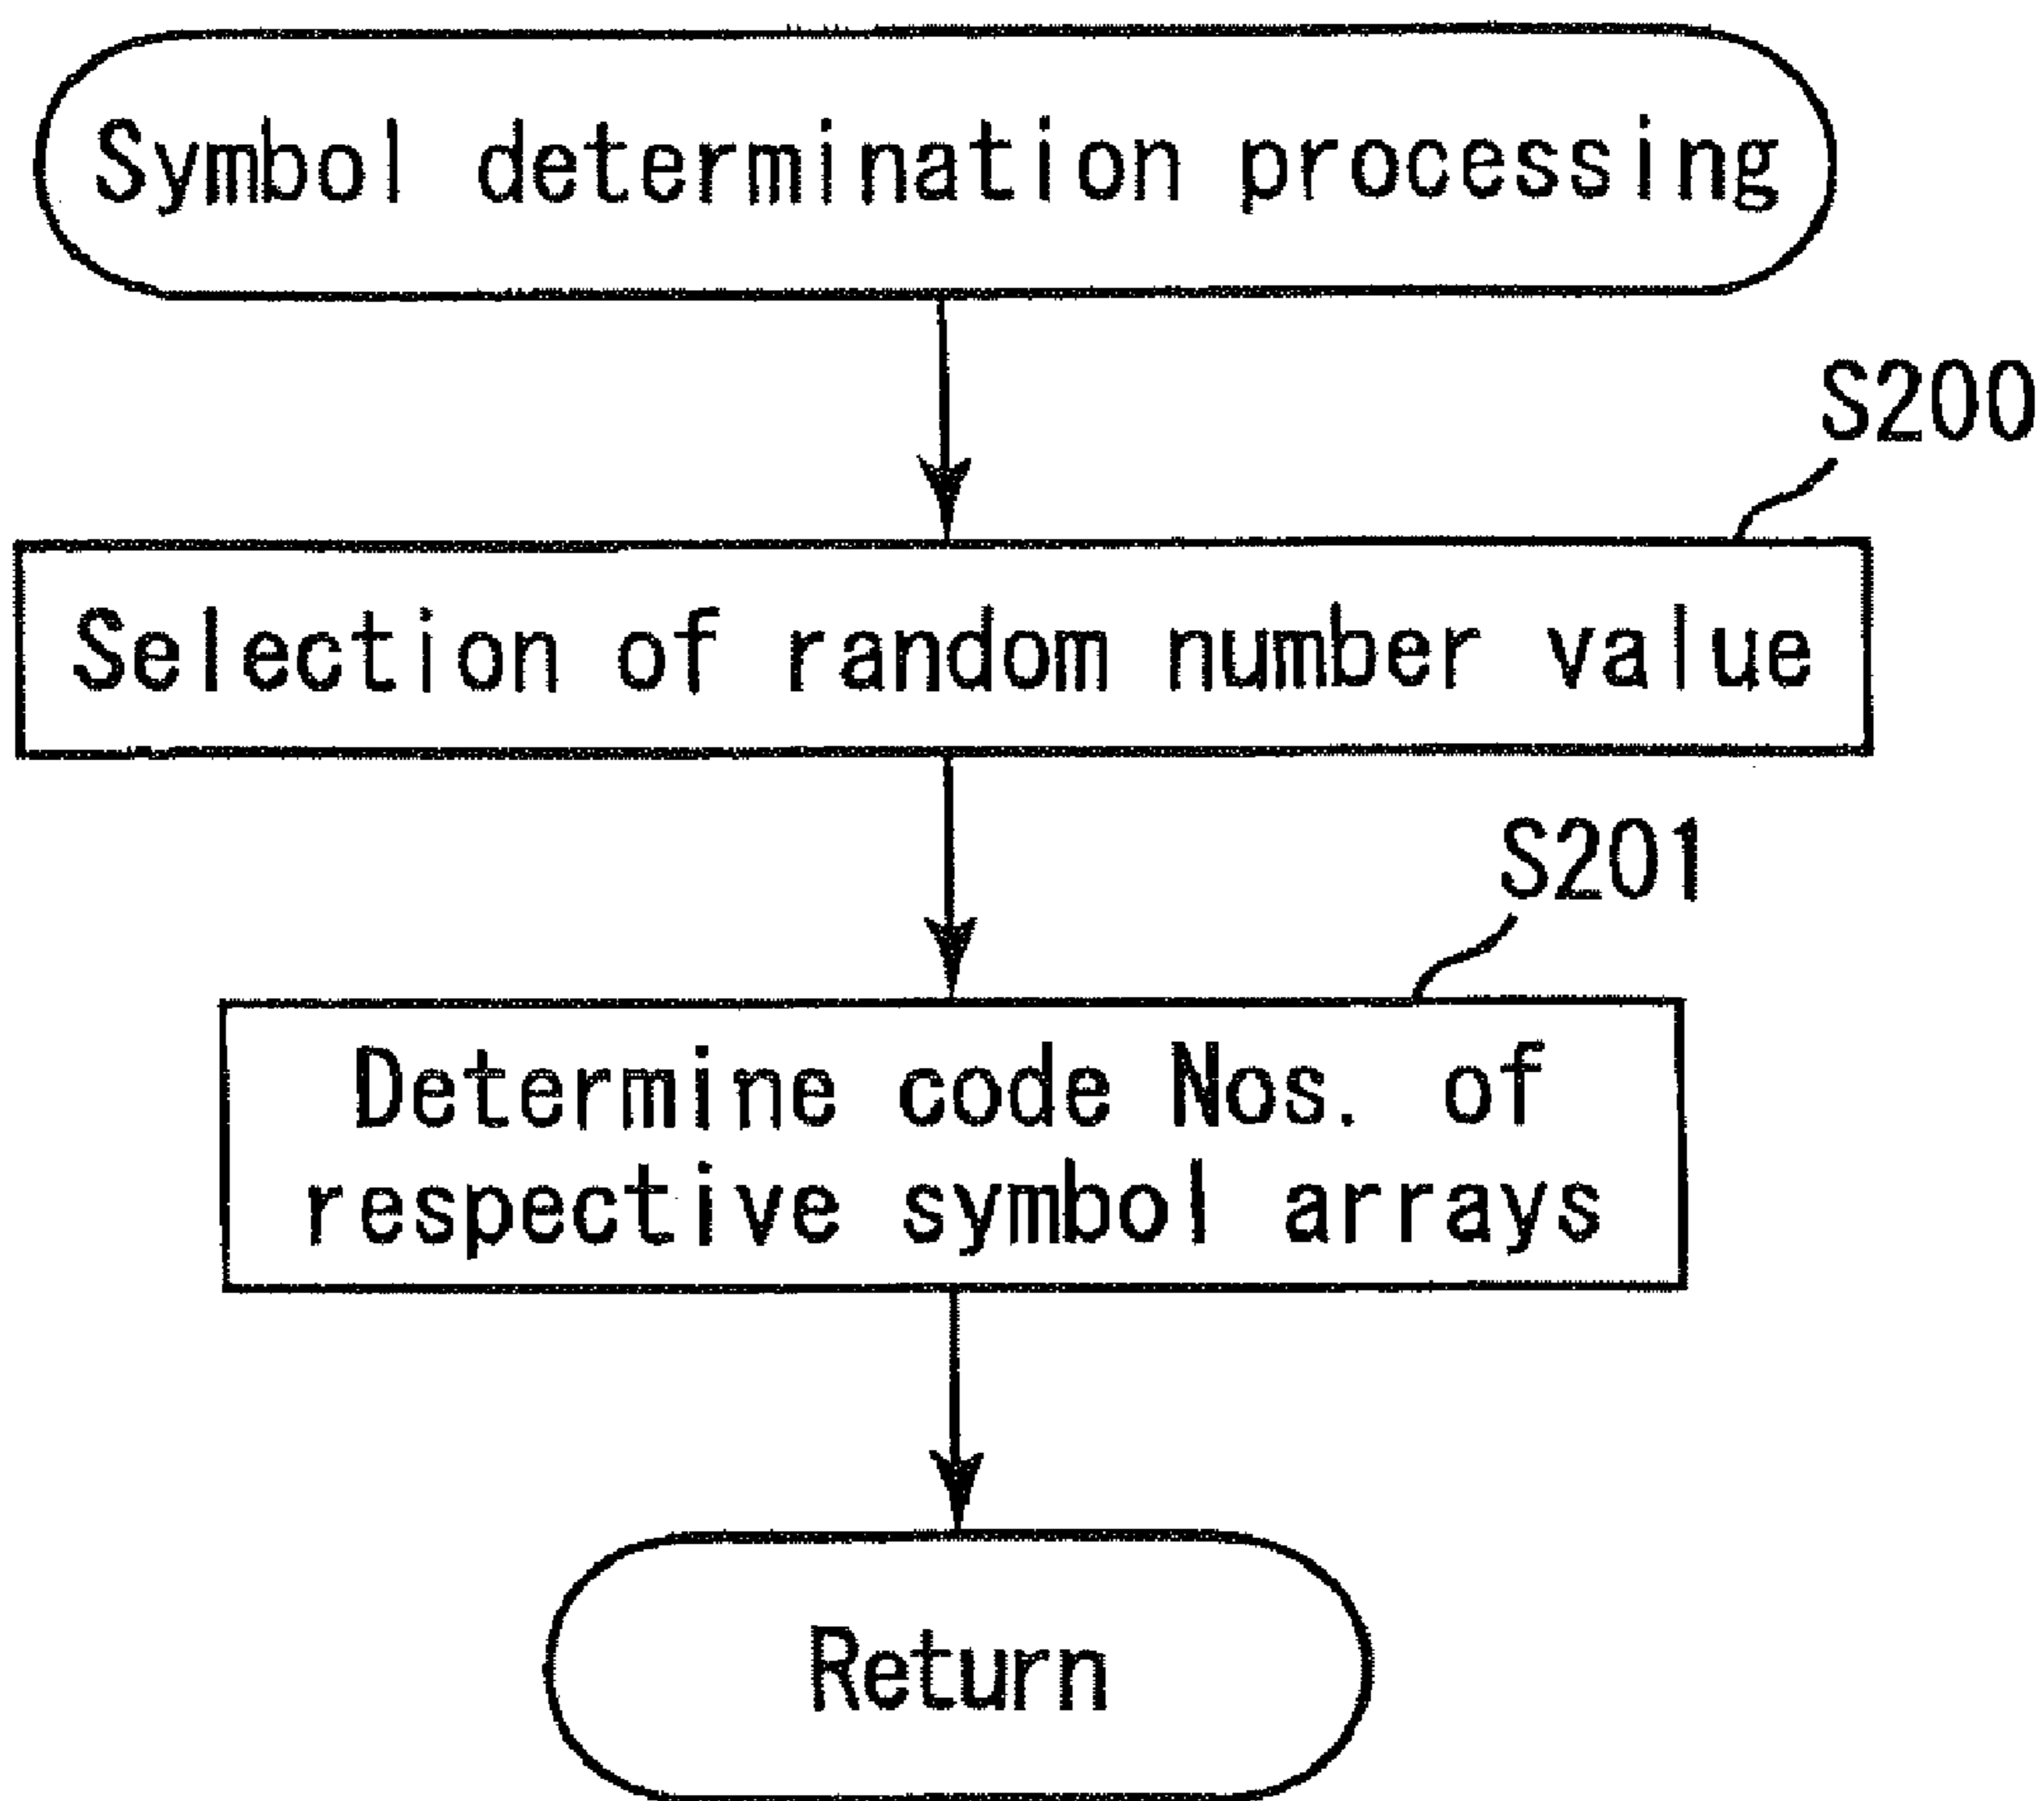 Symbol determination processing
S200
Selection of random number value
S201
Determine code Nos. of
respective symbol arrays
Return